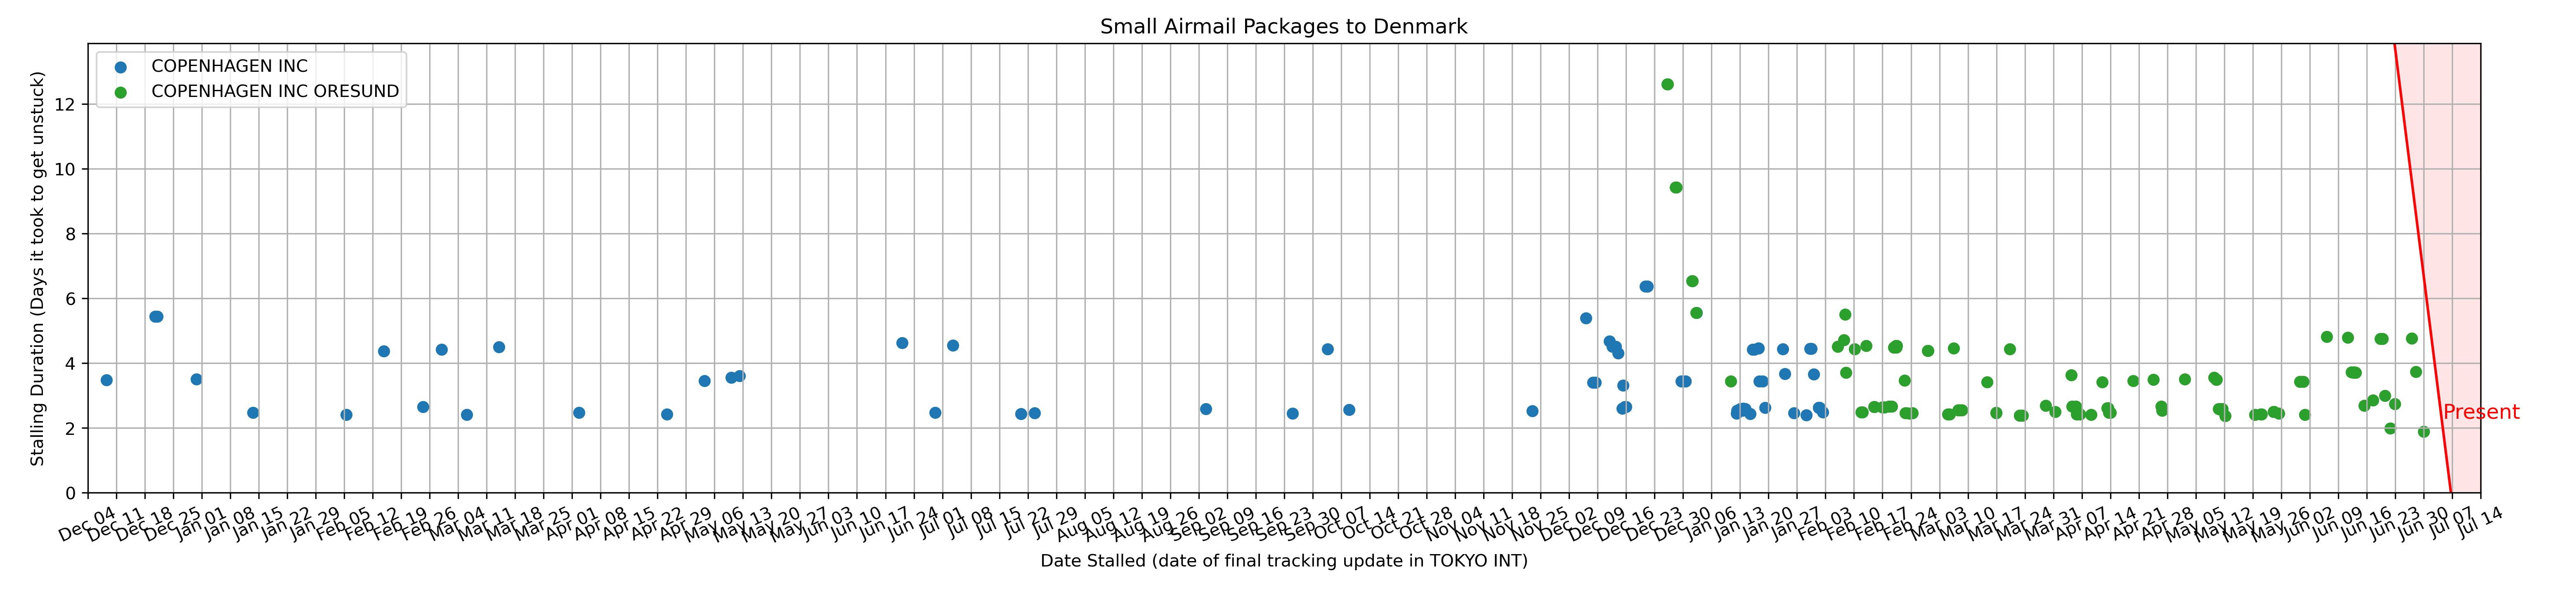 Small Airmail Packages to Denmark
COPENHAGEN INC
COPENHAGEN INC ORESUND
Stalling Duration (Days it took to get unstuck)
12
10
8
6
4
2
0
Present
Dec 04 Dec 11 Dec 18 Dec 25 Jan 01 Jan 08 Jan 15 Jan 22 Jan 29 Feb 05 Feb 12 Feb 19 Feb 26 Mar 04 Mar 11 Mar 18 Mar 25 Apr 01 Apr 08 Apr 15 Apr 22 Apr 29 May 06 May 13 May 20 May 27 Jun 03 Jun 10 Jun 17 Jun 24 Jul 01 Jul 08 Jul 15 Jul 22 Jul 29 Aug 05 Aug 12 Aug 19 Aug 26 Sep 02 Sep 09 Sep 16 Sep 23 Sep 30 Oct 07 Oct 14 Oct 21 Oct 28 Nov 04 Nov 11 Nov 18 Nov 25 Dec 02 Dec 09 Dec 16 Dec 23 Dec 30 Jan 06 Jan 13 Jan 20 Jan 27 Feb 03 Feb 10 Feb 17 Feb 24 Mar 03 Mar 10 Mar 17 Mar 24 Mar 31 Apr 07 Apr 14 Apr 21 Apr 28 May 05 May 12 May 19 May 26 Jun 02 Jun 09 Jun 16 Jun 23 Jun 30 Jul 07 Jul 14
Date Stalled (date of final tracking update in TOKYO INT)